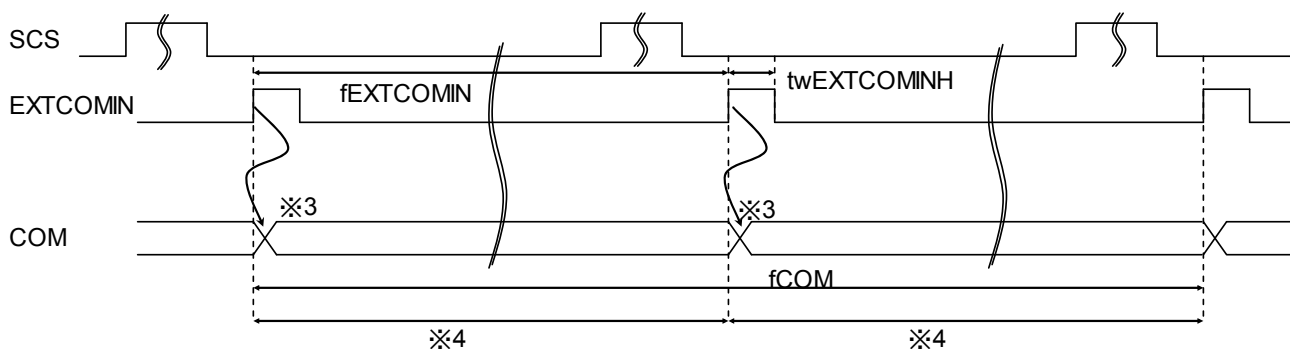 SCS
fEXTCOMIN
twEXTCOMINH
EXTCOMIN
※3
※3
COM
fCOM
※4
※4